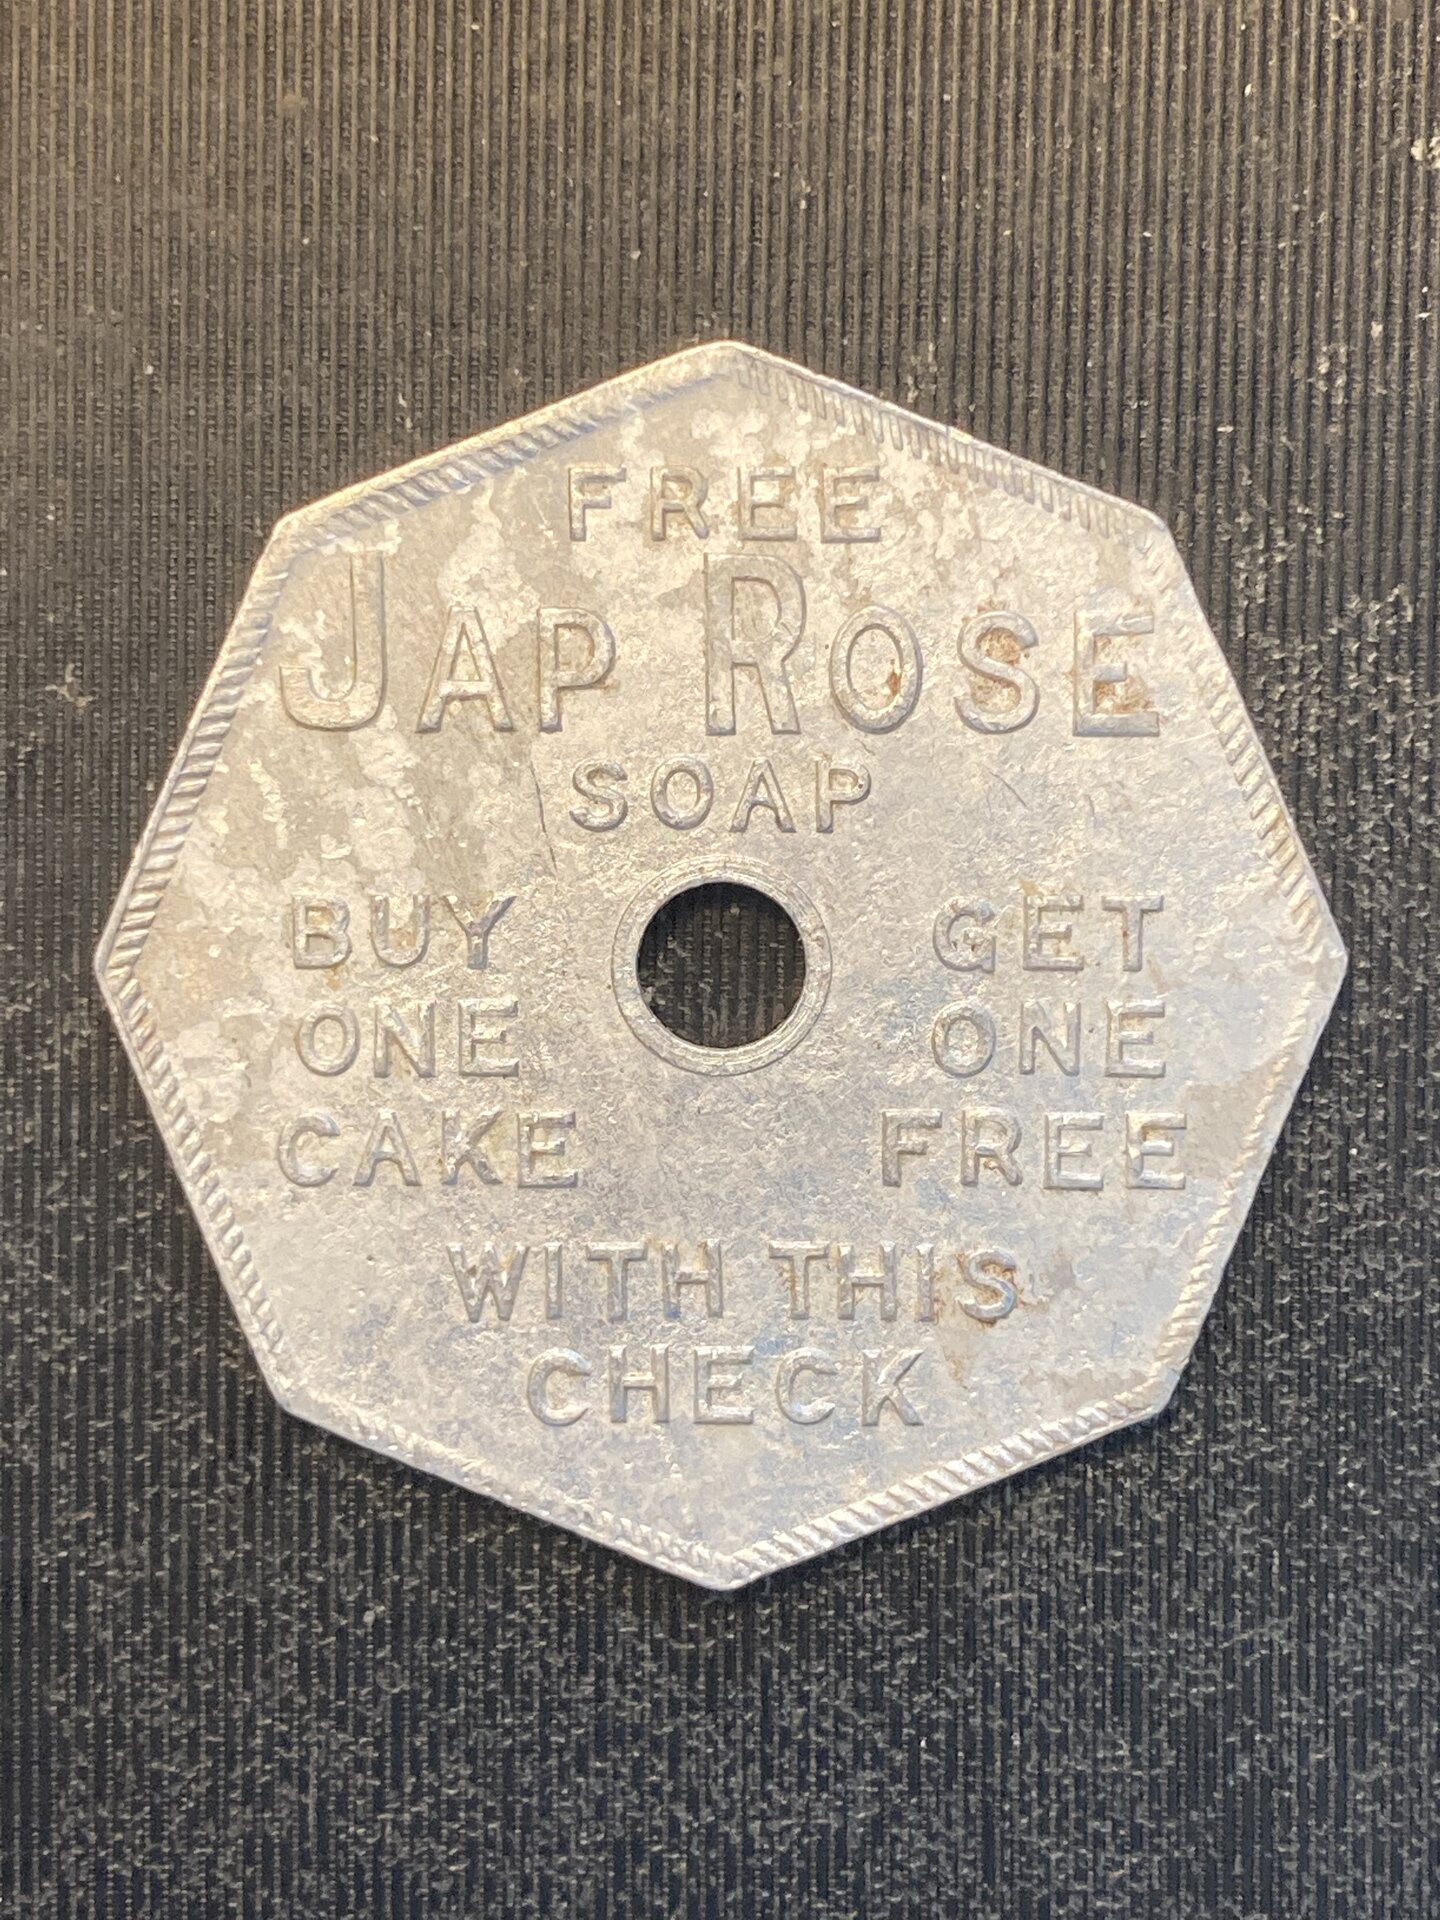 FREE
JAP ROSE
SOAP
BUY
ONE
CAKE
GET
ONE
FREE
WITH THIS
CHECK